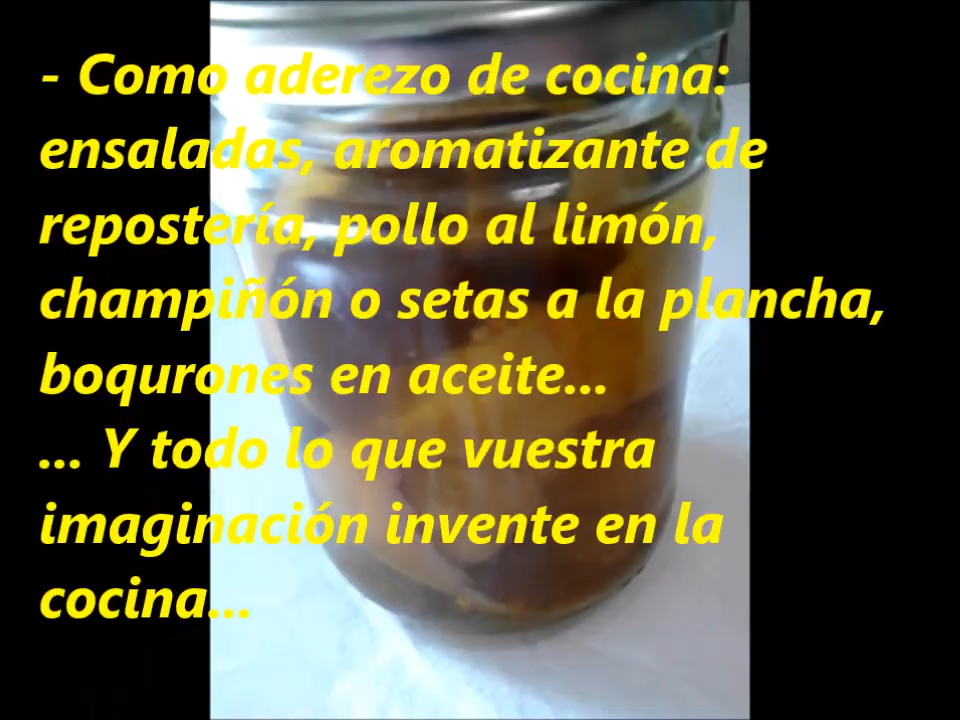 - Como aderezo de cocina:
ensaladas, aromatizante de
repostería, pollo al limón,
champiñón o setas a la plancha,
boqurones en aceite...
... Y todo lo que vuestra
imaginación invente en la
cocina...